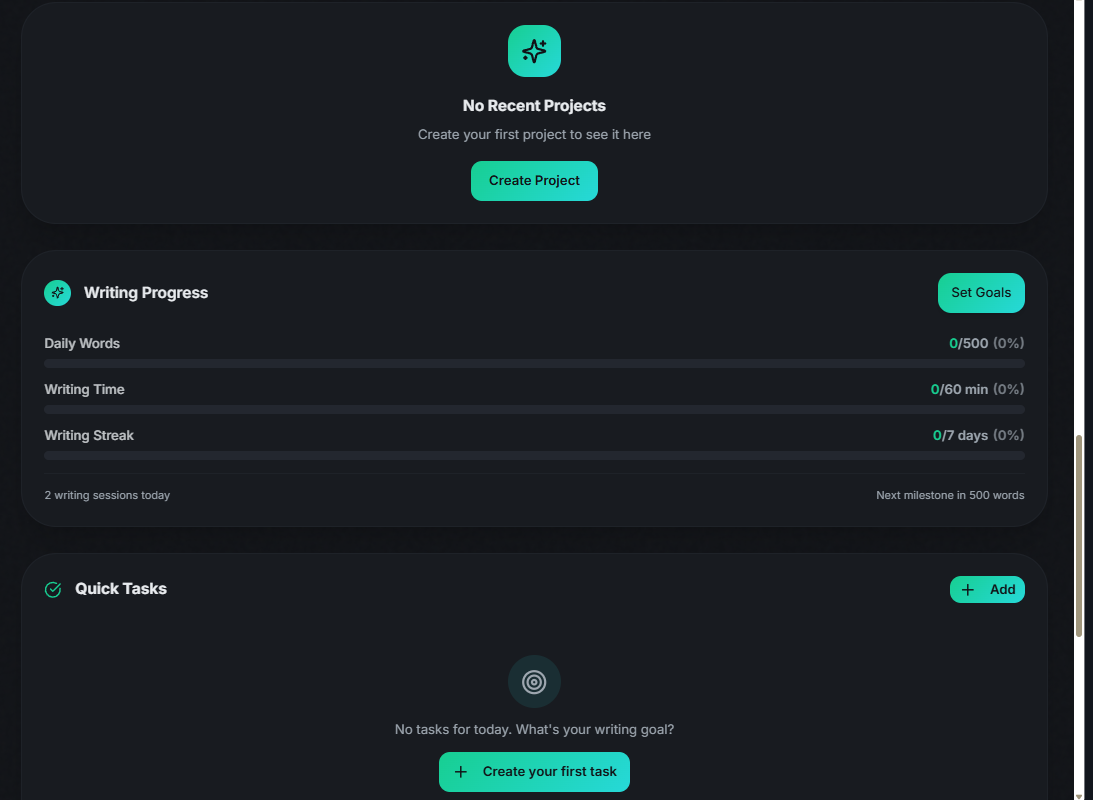 No Recent Projects
Create your first project to see it here
Create Project
Writing Progress
Set Goals
Daily Words
0/500 (0%)
Writing Time
0/60 min (0%)
Writing Streak
0/7 days (0%)
2 writing sessions today
Next milestone in 500 words
Quick Tasks
Add
No tasks for today. What's your writing goal?
Create your first task